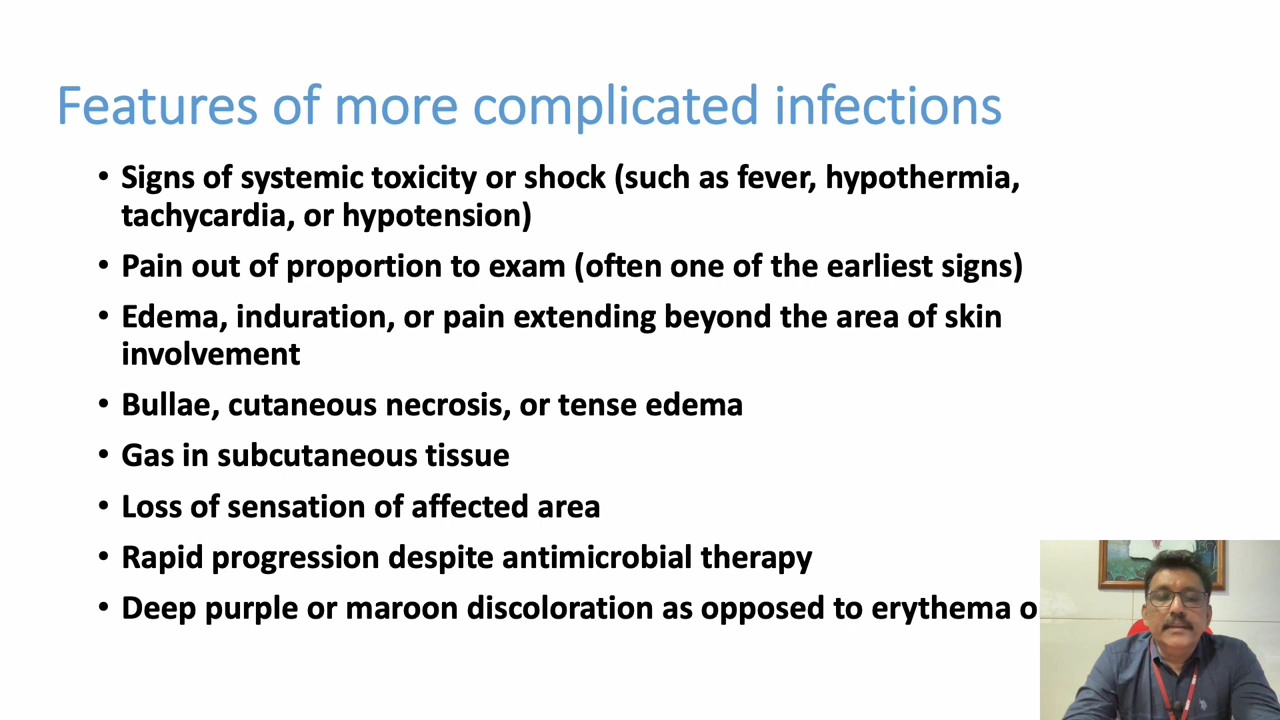 Features of more complicated infections
• Signs of systemic toxicity or shock (such as fever, hypothermia,
tachycardia, or hypotension)
• Pain out of proportion to exam (often one of the earliest signs)
• Edema, induration, or pain extending beyond the area of skin
involvement
• Bullae, cutaneous necrosis, or tense edema
• Gas in subcutaneous tissue
• Loss of sensation of affected area
• Rapid progression despite antimicrobial therapy
• Deep purple or maroon discoloration as opposed to erythema